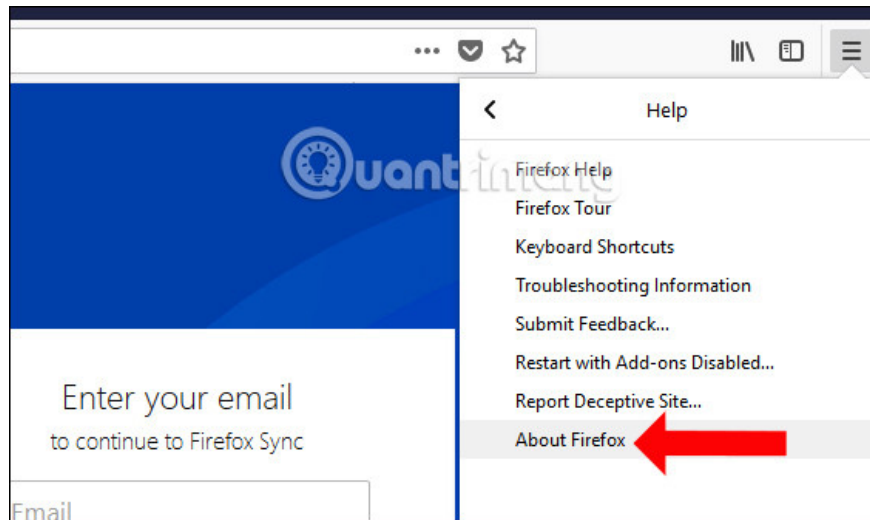 Help
Quantrimang
Firefox Help
Firefox Tour
Keyboard Shortcuts
Troubleshooting Information
Submit Feedback...
Restart with Add-ons Disabled...
Report Deceptive Site...
About Firefox
Enter your email
to continue to Firefox Sync
Email